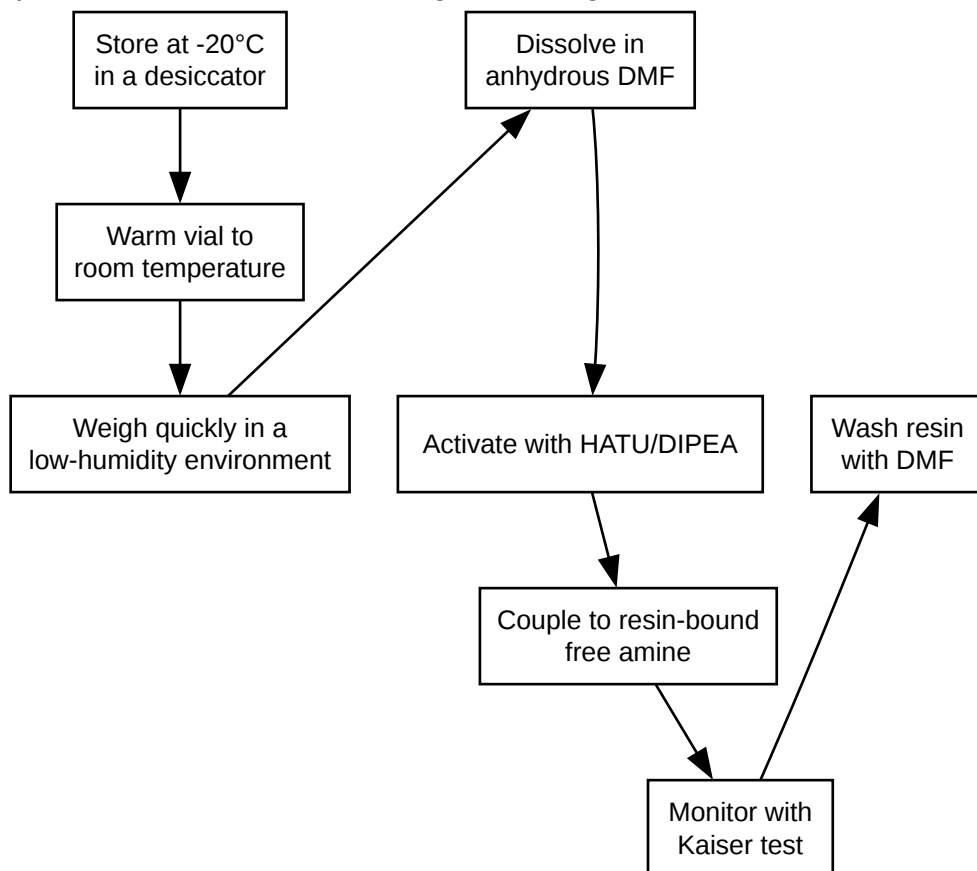 Store at -20°C
in a desiccator
Warm vial to
room temperature
Weigh quickly in a
low-humidity environment
Dissolve in
anhydrous DMF
Activate with HATU/DIPEA
Couple to resin-bound
free amine
Monitor with
Kaiser test
Wash resin
with DMF